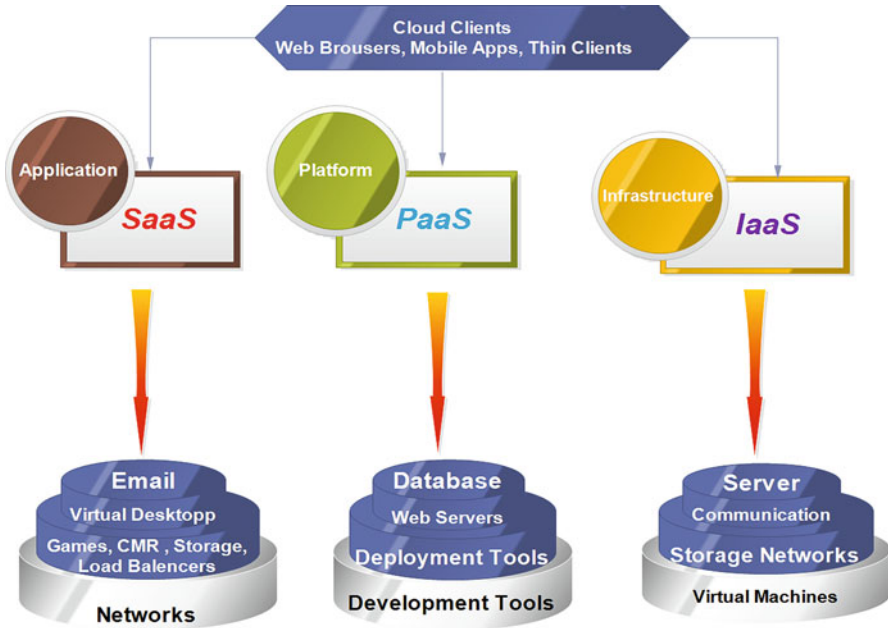 Cloud Clients
Web Brousers, Mobile Apps, Thin Clients
Application
SaaS
Platform
PaaS
Infrastructure
IaaS
Email
Virtual Desktopp
Games, CMR , Storage,
Load Balencers
Networks
Database
Web Servers
Deployment Tools
Development Tools
Server
Communication
Storage Networks
Virtual Machines